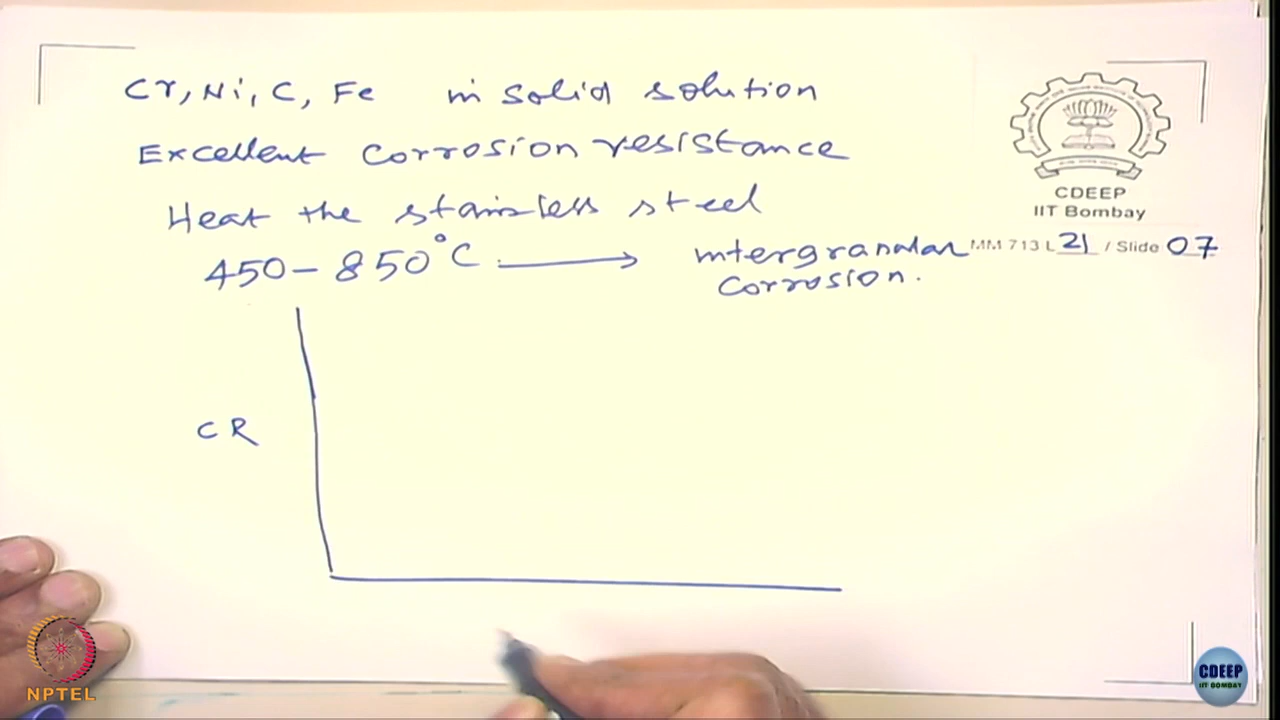 Cr, Ni, C, Fe in solid solution
Excellent corrosion resistance
Heat the stainless steel
450 – 850°C → intergranular corrosion.
CR
CDEEP
IIT Bombay
MM 713 L 21 / Slide 07
NPTEL
CDEEP
IIT BOMBAY